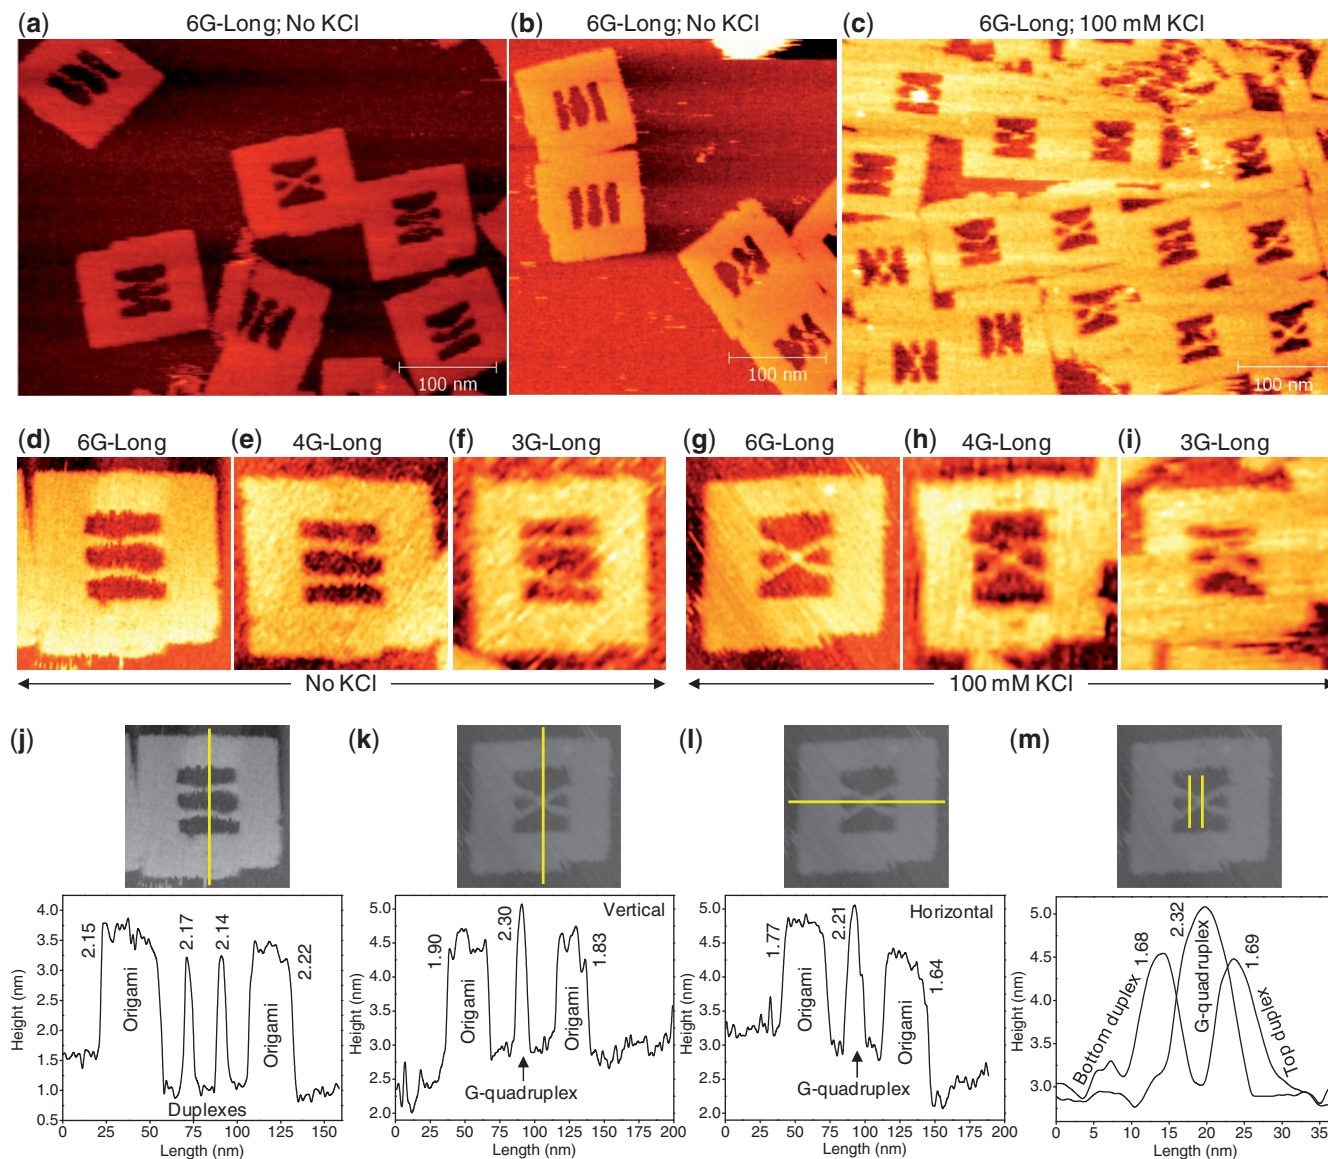 (a) 6G-Long; No KCl
(b) 6G-Long; No KCl
(c) 6G-Long; 100 mM KCl
100 nm
100 nm
100 nm
(d) 6G-Long
(e) 4G-Long
(f) 3G-Long
(g) 6G-Long
(h) 4G-Long
(i) 3G-Long
No KCl
100 mM KCl
(j)
(k)
(l)
(m)
4.0
3.5
3.0
2.5
2.0
1.5
1.0
0.5
Height (nm)
2.15
Origami
2.17
2.14
Origami
2.22
Duplexes
0 25 50 75 100 125 150
Length (nm)
5.0
4.5
4.0
3.5
3.0
2.5
2.0
Height (nm)
Vertical
1.90
Origami
2.30
Origami
1.83
G-quadruplex
0 25 50 75 100 125 150 175 200
Length (nm)
5.0
4.5
4.0
3.5
3.0
2.5
2.0
Height (nm)
Horizontal
1.77
Origami
2.21
Origami
1.64
G-quadruplex
0 25 50 75 100 125 150 175 200
Length (nm)
5.0
4.5
4.0
3.5
3.0
Height (nm)
Bottom duplex
1.68
2.32
G-quadruplex
1.69
Top duplex
0 5 10 15 20 25 30 35
Length (nm)